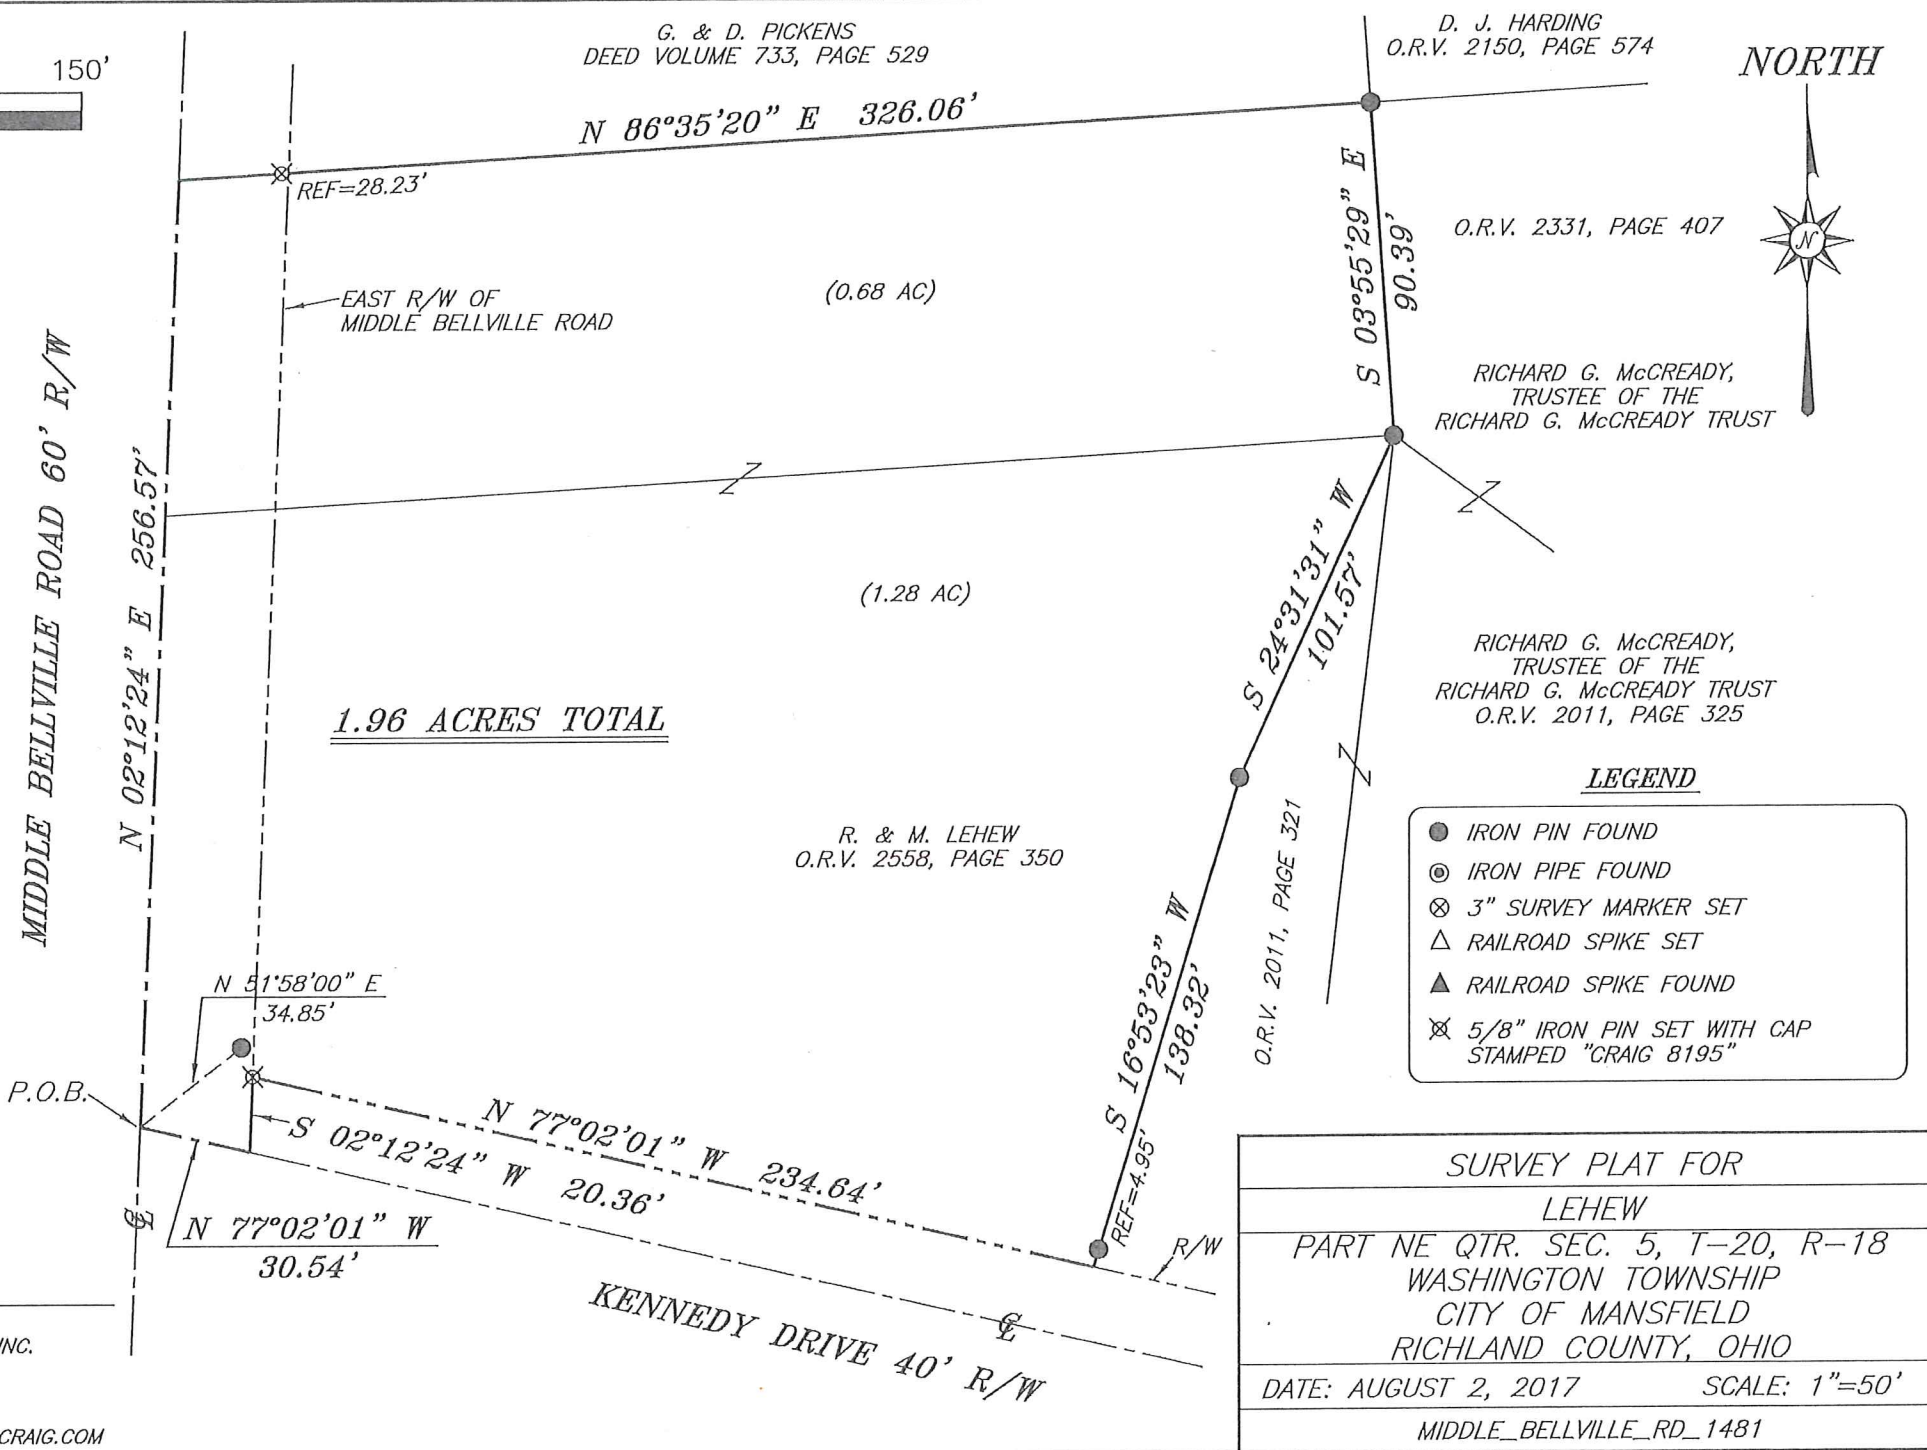 150'
G. & D. PICKENS
DEED VOLUME 733, PAGE 529
D. J. HARDING
O.R.V. 2150, PAGE 574
NORTH
N 86°35'20" E 326.06'
REF=28.23'
S 03°55'29" E
90.39'
O.R.V. 2331, PAGE 407
N
EAST R/W OF
MIDDLE BELLVILLE ROAD
(0.68 AC)
RICHARD G. McCREADY,
TRUSTEE OF THE
RICHARD G. McCREADY TRUST
MIDDLE BELLVILLE ROAD 60' R/W
N 02°12'24" E 256.57'
(1.28 AC)
S 24°31'31" W
101.57'
RICHARD G. McCREADY,
TRUSTEE OF THE
RICHARD G. McCREADY TRUST
O.R.V. 2011, PAGE 325
1.96 ACRES TOTAL
R. & M. LEHEW
O.R.V. 2558, PAGE 350
O.R.V. 2011, PAGE 321
S 16°53'23" W
138.32'
REF=4.95'
LEGEND
IRON PIN FOUND
IRON PIPE FOUND
3" SURVEY MARKER SET
RAILROAD SPIKE SET
RAILROAD SPIKE FOUND
5/8" IRON PIN SET WITH CAP
STAMPED "CRAIG 8195"
N 51°58'00" E
34.85'
P.O.B.
N 77°02'01" W 234.64'
S 02°12'24" W 20.36'
N 77°02'01" W
30.54'
R/W
KENNEDY DRIVE 40' R/W
INC.
CRAIG.COM
SURVEY PLAT FOR
LEHEW
PART NE QTR. SEC. 5, T-20, R-18
WASHINGTON TOWNSHIP
CITY OF MANSFIELD
RICHLAND COUNTY, OHIO
DATE: AUGUST 2, 2017 SCALE: 1"=50'
MIDDLE_BELLVILLE_RD_1481